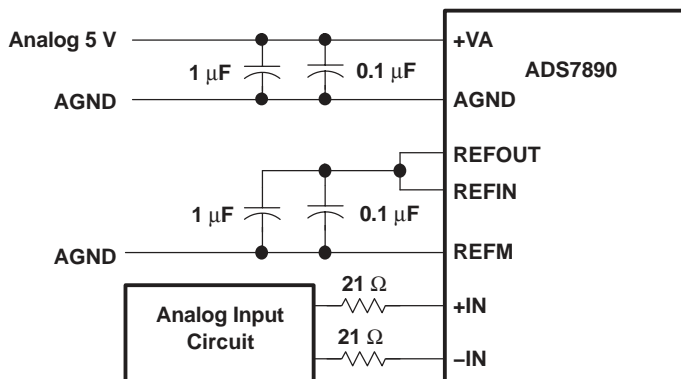 Analog 5 V
+VA
1 μF
0.1 μF
ADS7890
AGND
AGND
REFOUT
REFIN
1 μF
0.1 μF
AGND
REFM
21 Ω
+IN
Analog Input
Circuit
21 Ω
−IN